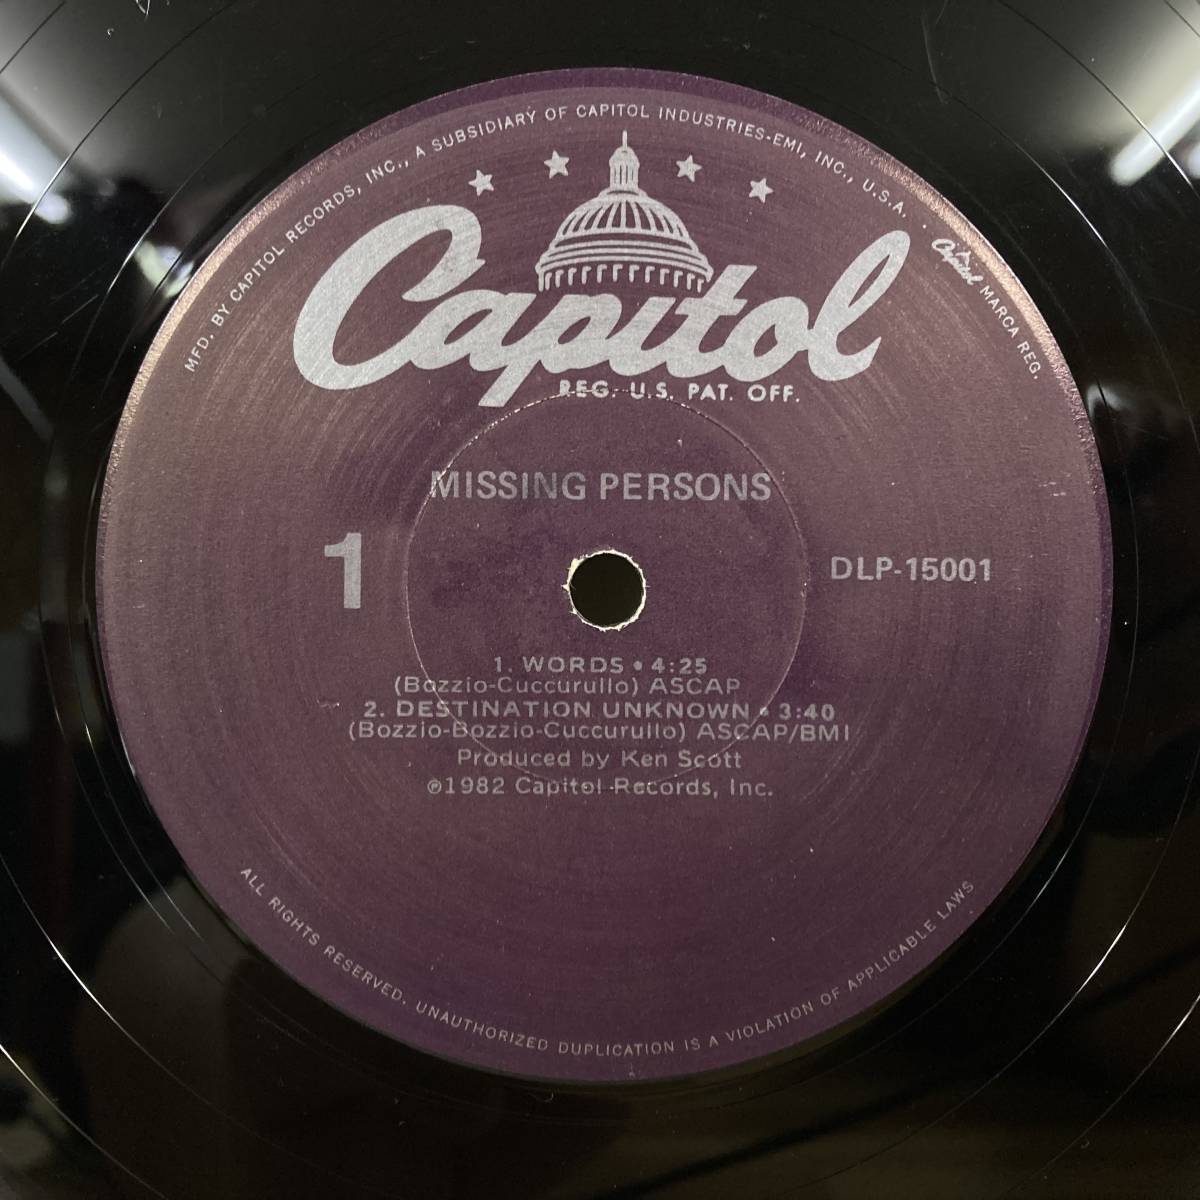 MFD. BY CAPITOL RECORDS, INC., A SUBSIDIARY OF CAPITOL INDUSTRIES-EMI, INC., U.S.A. . Capitol MARCA REG.
Capitol
REG. U.S. PAT. OFF.
MISSING PERSONS
1
DLP-15001
1. WORDS • 4:25
(Bozzio-Cuccurullo) ASCAP
2. DESTINATION UNKNOWN • 3:40
(Bozzio-Bozzio-Cuccurullo) ASCAP/BMI
Produced by Ken Scott
℗1982 Capitol Records, Inc.
ALL RIGHTS RESERVED. UNAUTHORIZED DUPLICATION IS A VIOLATION OF APPLICABLE LAWS